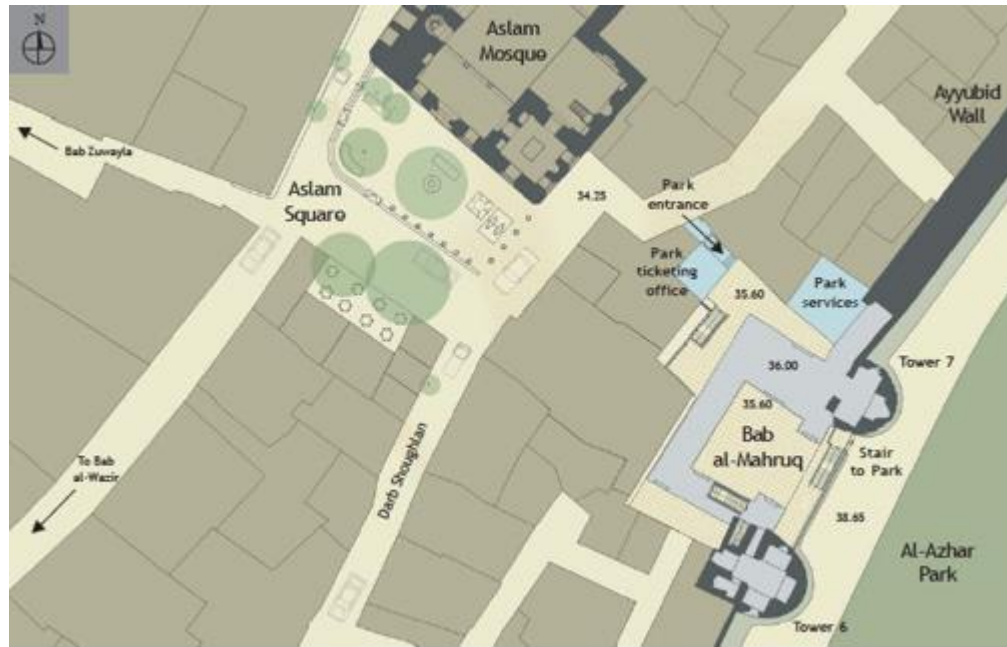 N
Aslam
Mosque
Ayyubid
Wall
Bab Zuwayla
Aslam
Square
34.25
Park
entrance
Park
ticketing
office
35.60
Park
services
36.00
Tower 7
35.60
Bab
al-Mahruq
Stair
to Park
To Bab
al-Wazir
Darb Shoughlan
38.65
Al-Azhar
Park
Tower 6